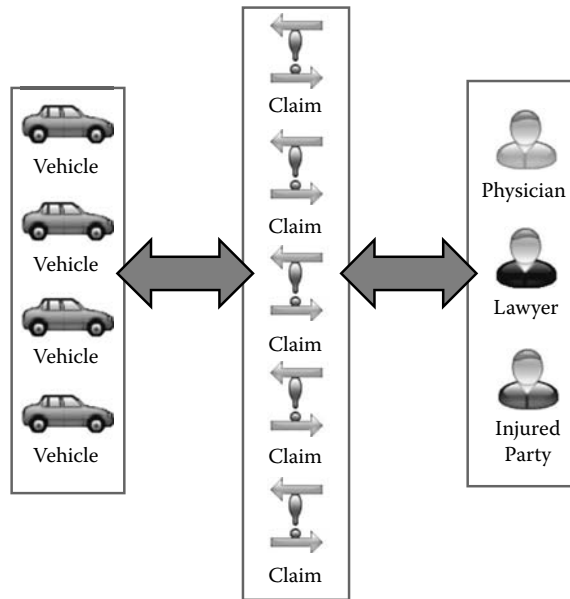 Vehicle
Vehicle
Vehicle
Vehicle
Claim
Claim
Claim
Claim
Claim
Physician
Lawyer
Injured
Party